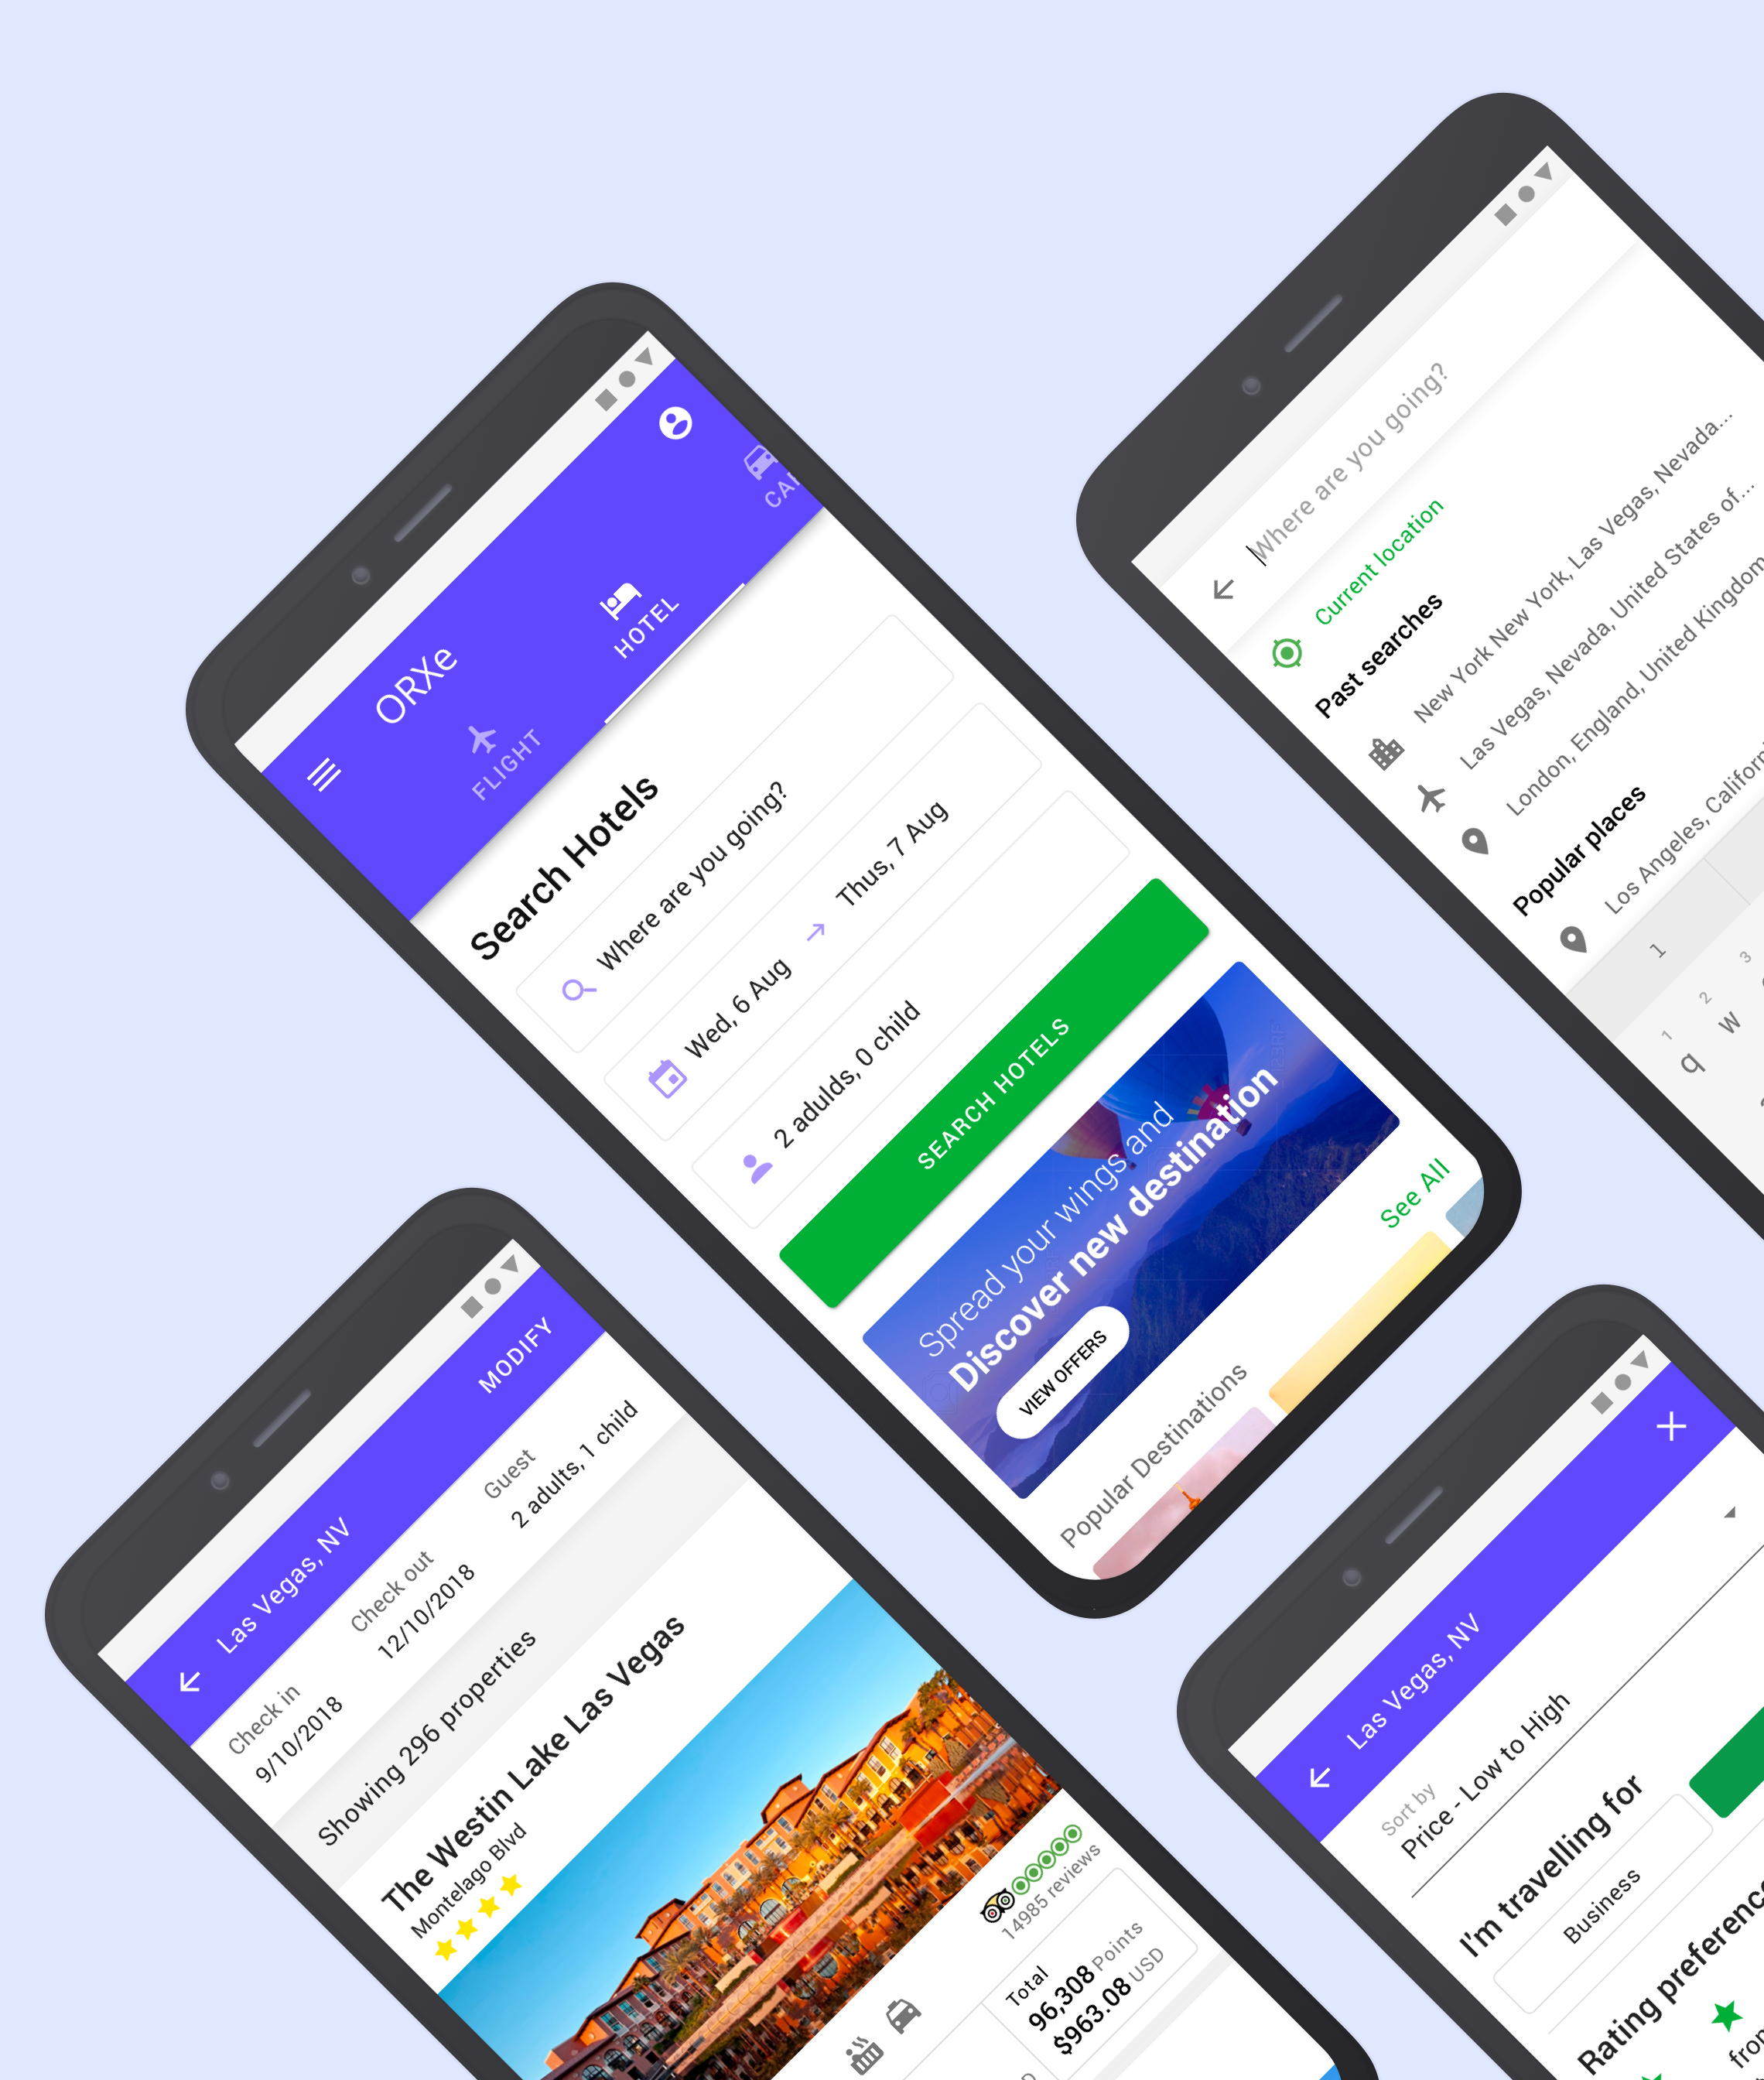 ORXe
FLIGHT
HOTEL
Search Hotels
Where are you going?
Wed, 6 Aug
Thus, 7 Aug
2 adulds, 0 child
SEARCH HOTELS
Spread your wings and
Discover new destination
VIEW OFFERS
Popular Destinations
See All
Where are you going?
Current location
Past searches
New York New York, Las Vegas, Nevada...
Las Vegas, Nevada, United States of...
London, England, United Kingdom
Popular places
Los Angeles, Californ
1
1 2 3
q w
Las Vegas, NV
MODIFY
Check in
Check out
Guest
9/10/2018
12/10/2018
2 adults, 1 child
Showing 296 properties
The Westin Lake Las Vegas
Montelago Blvd
14985 reviews
Total
96,308 Points
$963.08 USD
Las Vegas, NV
Sort by
Price - Low to High
I'm travelling for
Business
Rating preference